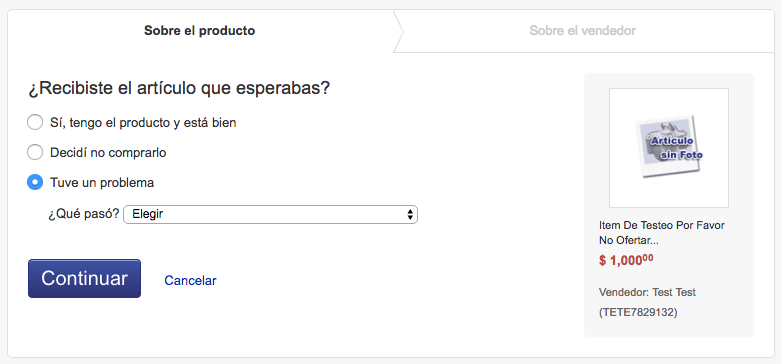 Sobre el producto
Sobre el vendedor
¿Recibiste el artículo que esperabas?
Sí, tengo el producto y está bien
Decidí no comprarlo
Tuve un problema
¿Qué pasó? Elegir
Continuar Cancelar
Artículo
sin Foto
Item De Testeo Por Favor
No Ofertar...
$ 1,000⁰⁰
Vendedor: Test Test
(TETE7829132)